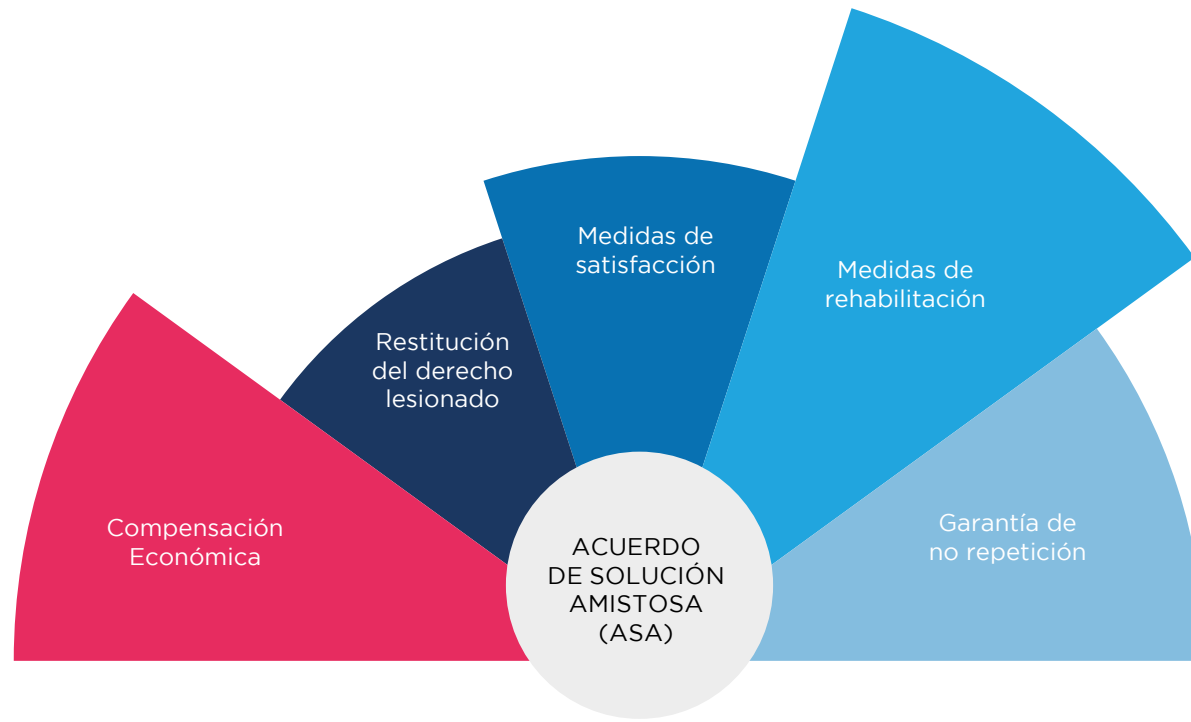 Compensación
Económica
Restitución
del derecho
lesionado
Medidas de
satisfacción
Medidas de
rehabilitación
Garantía de
no repetición
ACUERDO
DE SOLUCIÓN
AMISTOSA
(ASA)